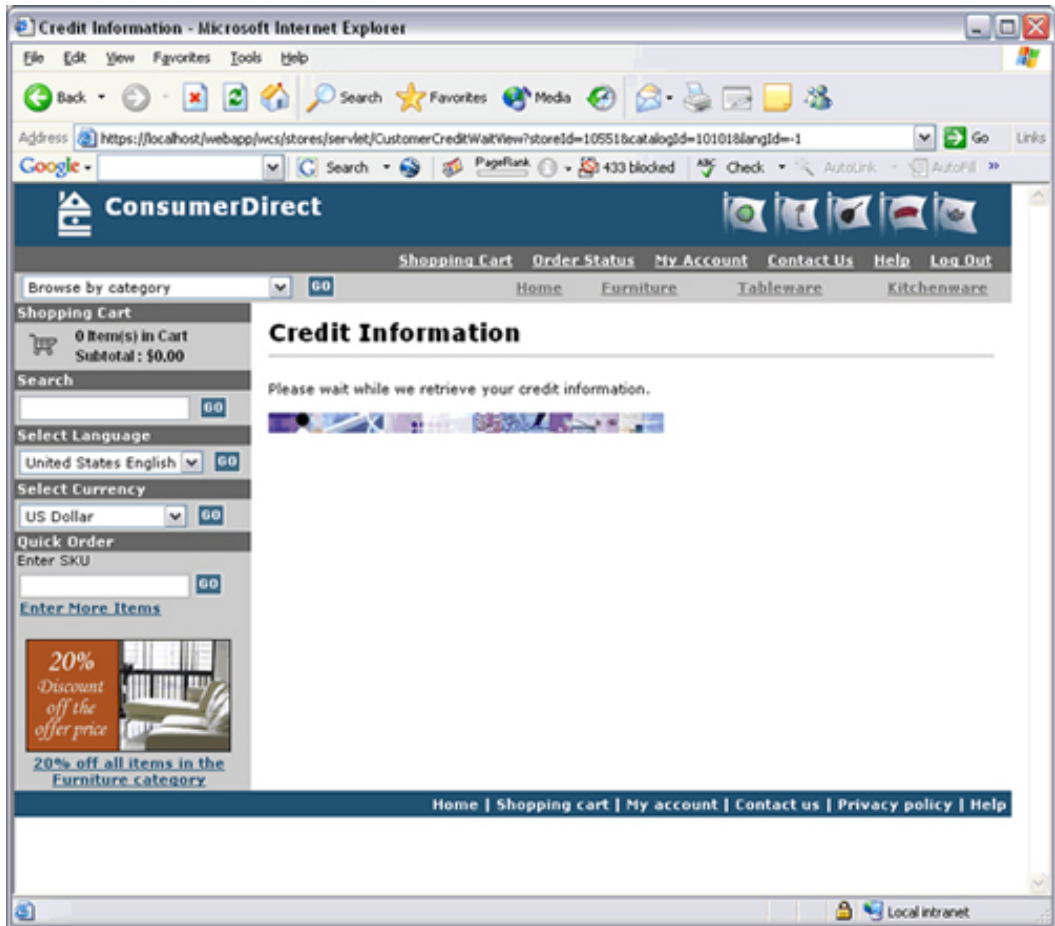 Credit Information - Microsoft Internet Explorer
File Edit View Favorites Tools Help
Back Search Favorites Media
Address https://localhost/webapp/wcs/stores/servlet/CustomerCreditWaitView?storeId=10551&catalogId=10101&langId=-1 Go Links
Google Search PageRank 433 blocked ABC Check AutoLink AutoFill »
ConsumerDirect
Shopping Cart Order Status My Account Contact Us Help Log Out
Browse by category GO Home Furniture Tableware Kitchenware
Shopping Cart
0 Item(s) in Cart
Subtotal : $0.00
Search
GO
Select Language
United States English GO
Select Currency
US Dollar GO
Quick Order
Enter SKU
GO
Enter More Items
20%
Discount
off the
offer price
20% off all items in the
Furniture category
Credit Information
Please wait while we retrieve your credit information.
Home | Shopping cart | My account | Contact us | Privacy policy | Help
Local intranet